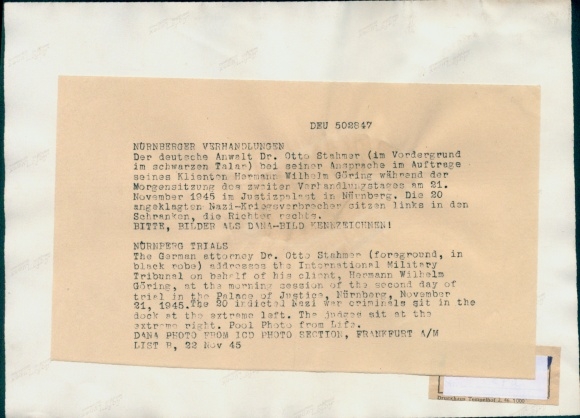 DEU 502847
NÜRNBERGER VERHANDLUNGEN
Der deutsche Anwalt Dr. Otto Stahmer (im Vordergrund
im schwarzen Talar) bei seiner Ansprache im Auftrage
seines Klienten Hermann Wilhelm Göring während der
Morgensitzung des zweiten Verhandlungstages am 21.
November 1945 im Justizpalast in Nürnberg. Die 20
angeklagten Nazi-Kriegsverbrecher sitzen links in den
Schranken, die Richter rechts.
BITTE, BILDER ALS DANA-BILD KENNZEICHNEN!
NÜRNPERG TRIALS
The German attorney Dr. Otto Stahmer (foreground, in
black robe) addresses the International Military
Tribunal on behalf of his client, Hermann Wilhelm
Göring, at the morning session of the second day of
trial in the Palace of Justice, Nürnberg, November
21, 1945.The 20 indicted Nazi war criminals sit in the
dock at the extreme left. The judges sit at the
extreme right. Pool Photo from Life.
DANA PHOTO FROM ICD PHOTO SECTION, FRANKFURT A/M
LIST B, 22 Nov 45